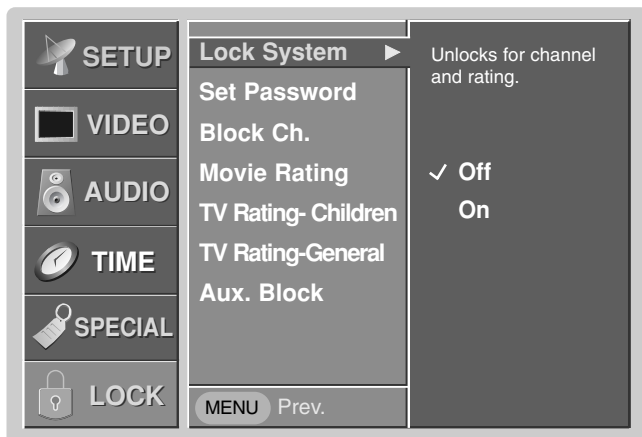 SETUP
VIDEO
AUDIO
TIME
SPECIAL
LOCK
Lock System ►
Set Password
Block Ch.
Movie Rating
TV Rating- Children
TV Rating-General
Aux. Block
MENU Prev.
Unlocks for channel
and rating.
✓ Off
On